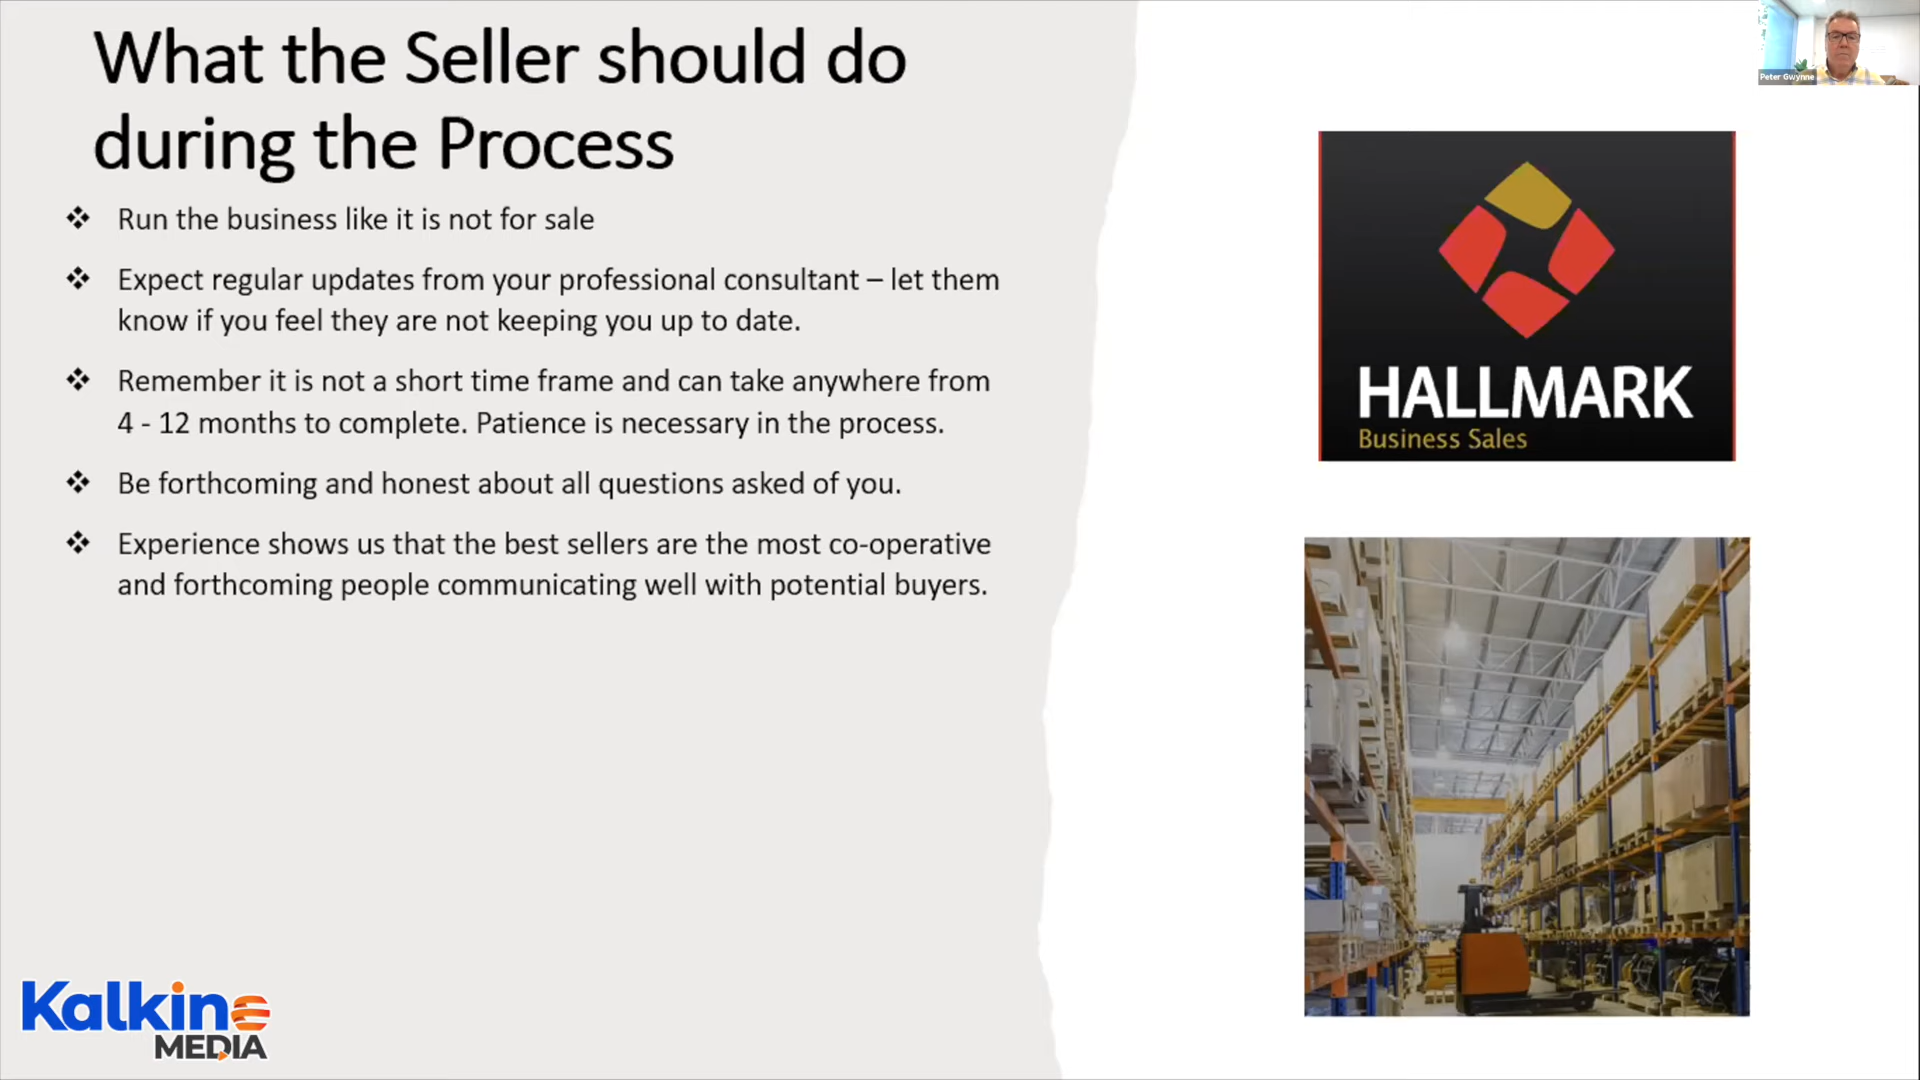 What the Seller should do
during the Process
Run the business like it is not for sale
Expect regular updates from your professional consultant – let them
know if you feel they are not keeping you up to date.
Remember it is not a short time frame and can take anywhere from
4 - 12 months to complete. Patience is necessary in the process.
Be forthcoming and honest about all questions asked of you.
Experience shows us that the best sellers are the most co-operative
and forthcoming people communicating well with potential buyers.
Peter Gwynne
HALLMARK
Business Sales
Kalkine
MEDIA